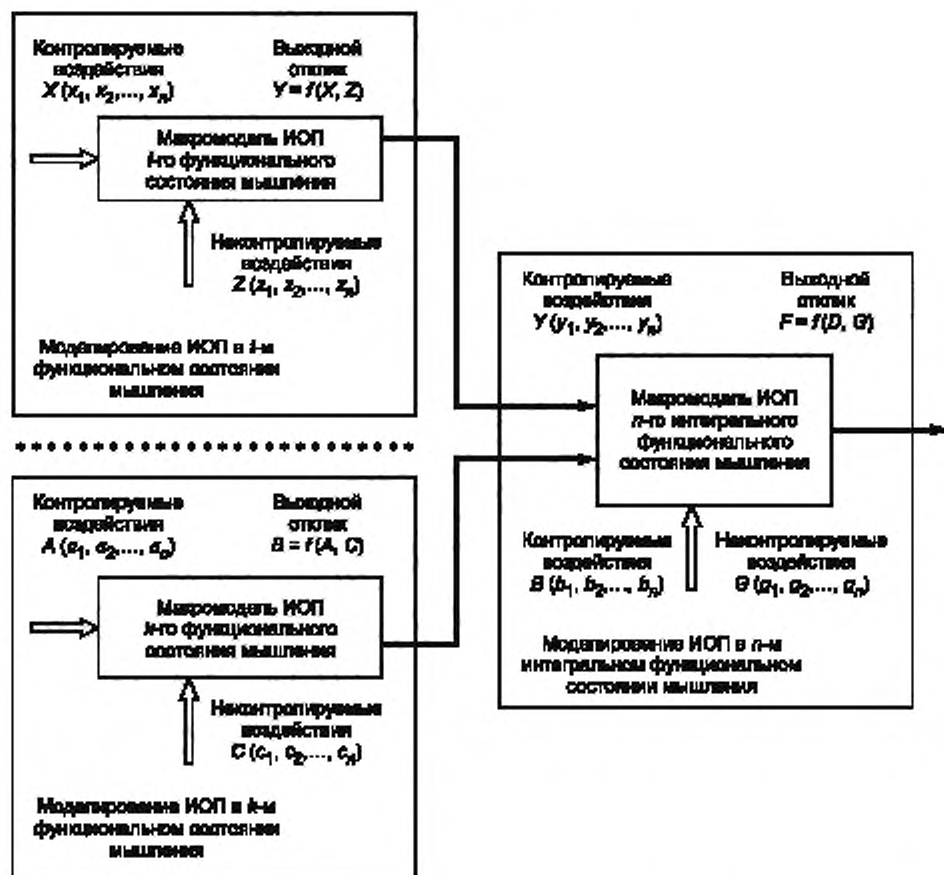 Контролируемые
воздействия
X (x₁, x₂,..., xₙ)
Выходной
отклик
Y = f (X, Z)
Макромодель ИОП
i-го функционального
состояния мышления
Неконтролируемые
воздействия
Z (z₁, z₂,..., zₙ)
Моделирование ИОП в i-м
функциональном состоянии
мышления
Контролируемые
воздействия
A (a₁, a₂,..., aₙ)
Выходной
отклик
B = f (A, C)
Макромодель ИОП
k-го функционального
состояния мышления
Неконтролируемые
воздействия
C (c₁, c₂,..., cₙ)
Моделирование ИОП в k-м
функциональном состоянии
мышления
Контролируемые
воздействия
Y (y₁, y₂,..., yₙ)
Выходной
отклик
F = f (D, G)
Макромодель ИОП
n-го интегрального
функционального
состояния мышления
Контролируемые
воздействия
B (b₁, b₂,..., bₙ)
Неконтролируемые
воздействия
G (g₁, g₂,..., gₙ)
Моделирование ИОП в n-м
интегральном функциональном
состоянии мышления